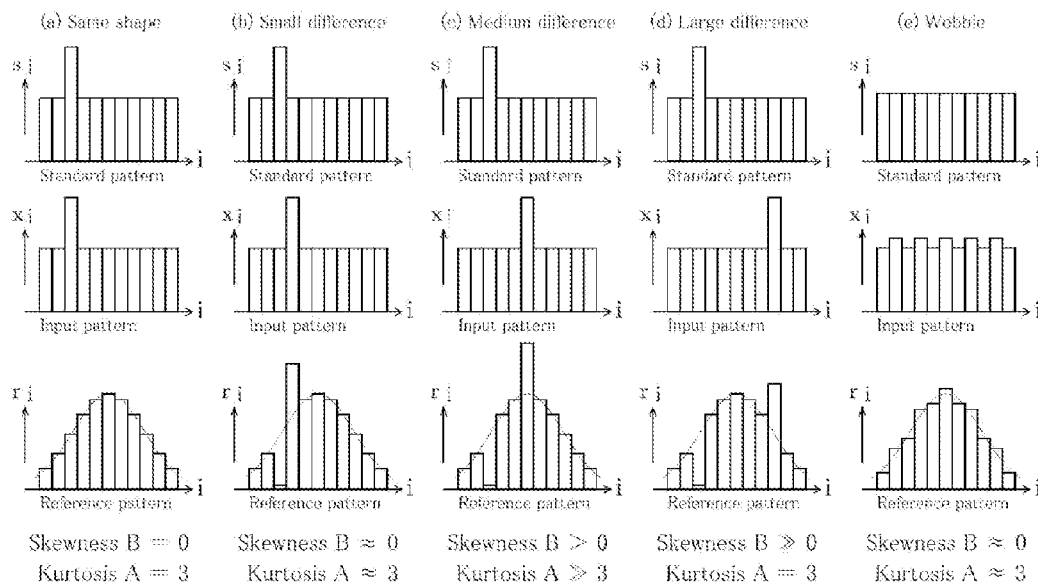 (a) Same shape (b) Small difference (c) Medium difference (d) Large difference (e) Wobble
s i s i s i s i s i
i i i i i
Standard pattern Standard pattern Standard pattern Standard pattern Standard pattern
x i x i x i x i x i
i i i i i
Input pattern Input pattern Input pattern Input pattern Input pattern
r i r i r i r i r i
i i i i i
Reference pattern Reference pattern Reference pattern Reference pattern Reference pattern
Skewness B = 0 Skewness B ≈ 0 Skewness B > 0 Skewness B ≫ 0 Skewness B ≈ 0
Kurtosis A = 3 Kurtosis A ≈ 3 Kurtosis A ≫ 3 Kurtosis A = 3 Kurtosis A ≈ 3